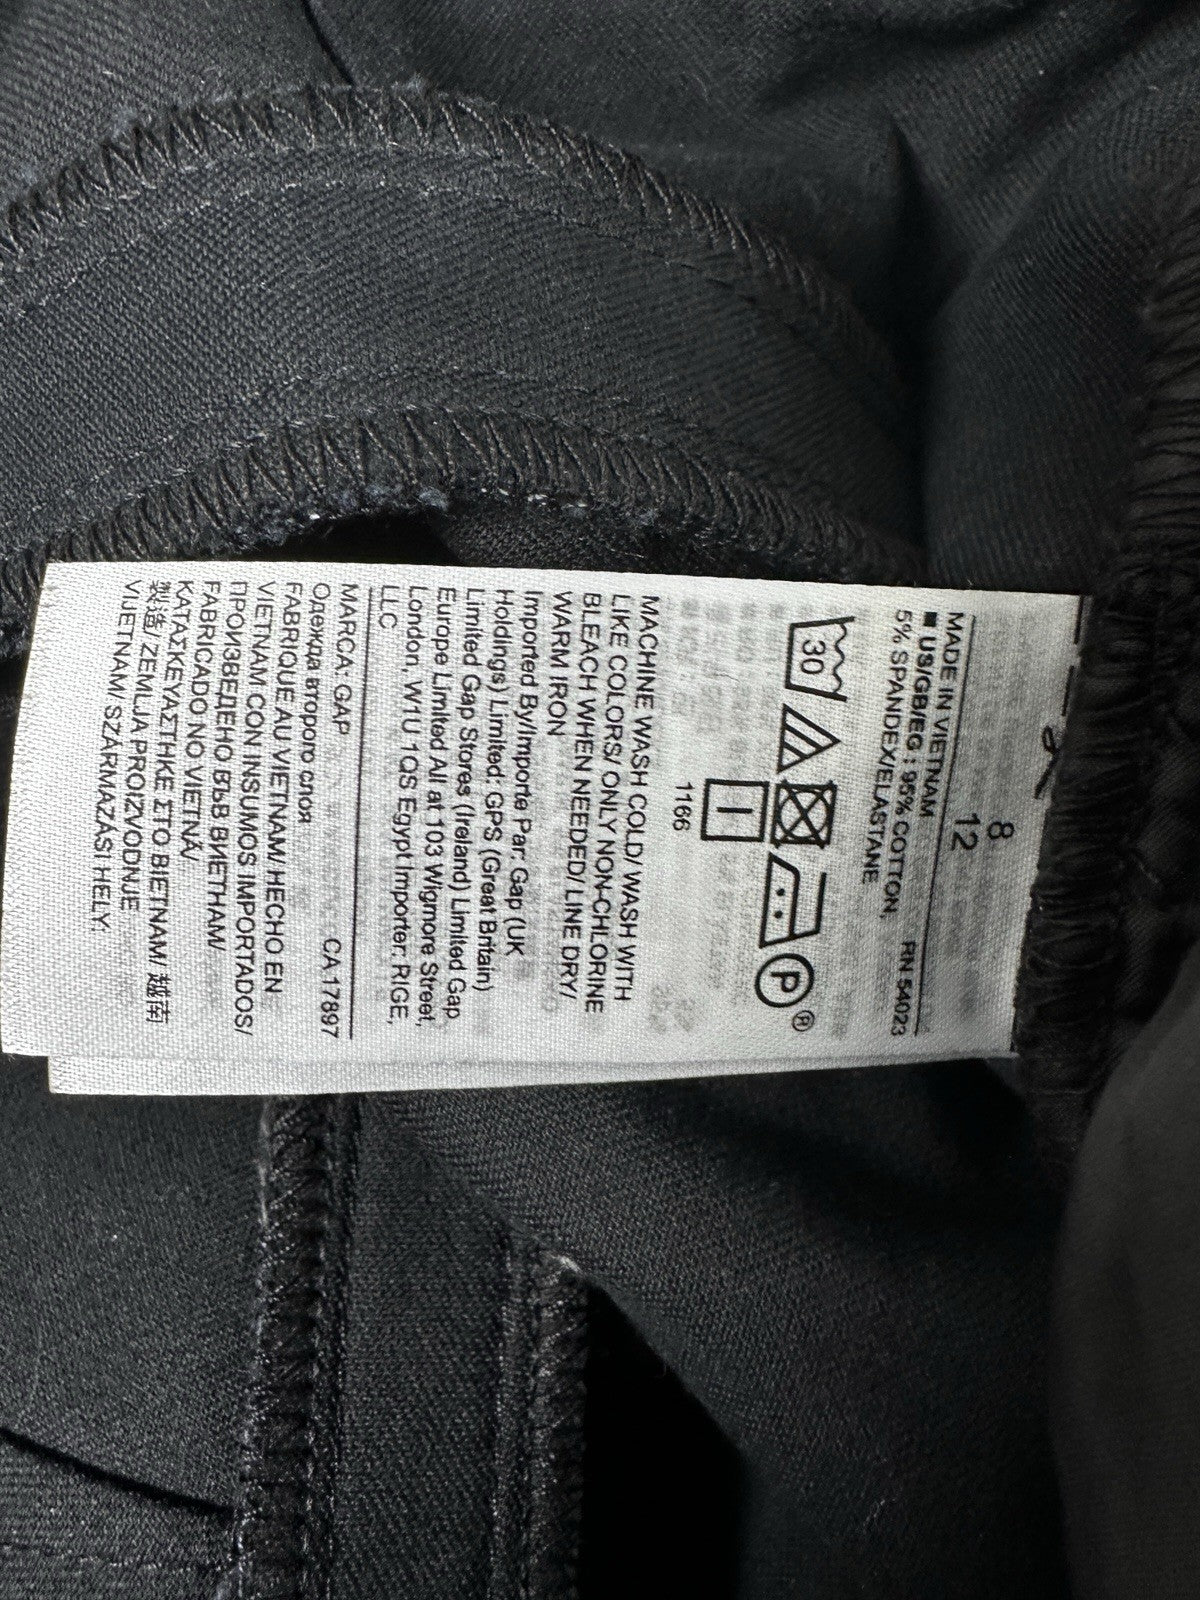 8
12
MADE IN VIETNAM
■ US/GB/EG : 95% COTTON,
5% SPANDEX/ELASTANE
RN 54023
30
P
®
1166
MACHINE WASH COLD/ WASH WITH
LIKE COLORS/ ONLY NON-CHLORINE
BLEACH WHEN NEEDED/ LINE DRY/
WARM IRON
Imported By/Importe Par: Gap (UK
Holdings) Limited: GPS (Great Britain)
Limited Gap Stores (Ireland) Limited Gap
Europe Limited All at 103 Wigmore Street,
London, W1U 1QS Egypt Importer: RIGE,
LLC
MARCA: GAP
CA 17897
Одежда второго слоя
FABRIQUE AU VIETNAM/ HECHO EN
VIETNAM CON INSUMOS IMPORTADOS/
ПРОИЗВЕДЕНО ВЪВ ВИЕТНАМ/
FABRICADO NO VIETNÃ/
ΚΑΤΑΣΚΕΥΑΣΤΗΚΕ ΣΤΟ ΒΙΕΤΝΑΜ/ 越南
製造/ ZEMLJA PROIZVODNJE
VIJETNAM/ SZÁRMAZÁSI HELY: